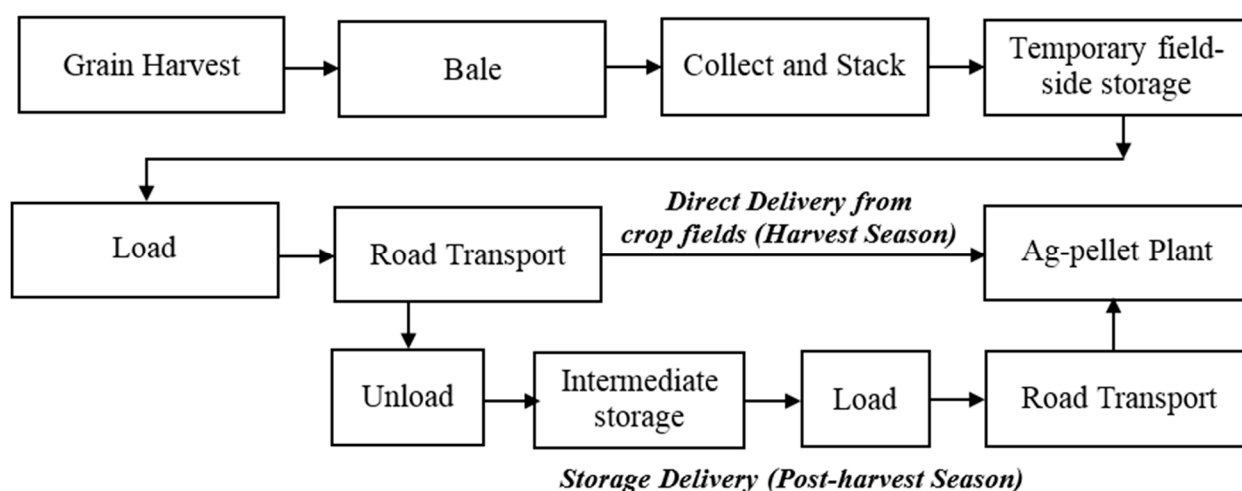 Grain Harvest
Bale
Collect and Stack
Temporary field-
side storage
Load
Road Transport
Direct Delivery from
crop fields (Harvest Season)
Ag-pellet Plant
Unload
Intermediate
storage
Load
Road Transport
Storage Delivery (Post-harvest Season)